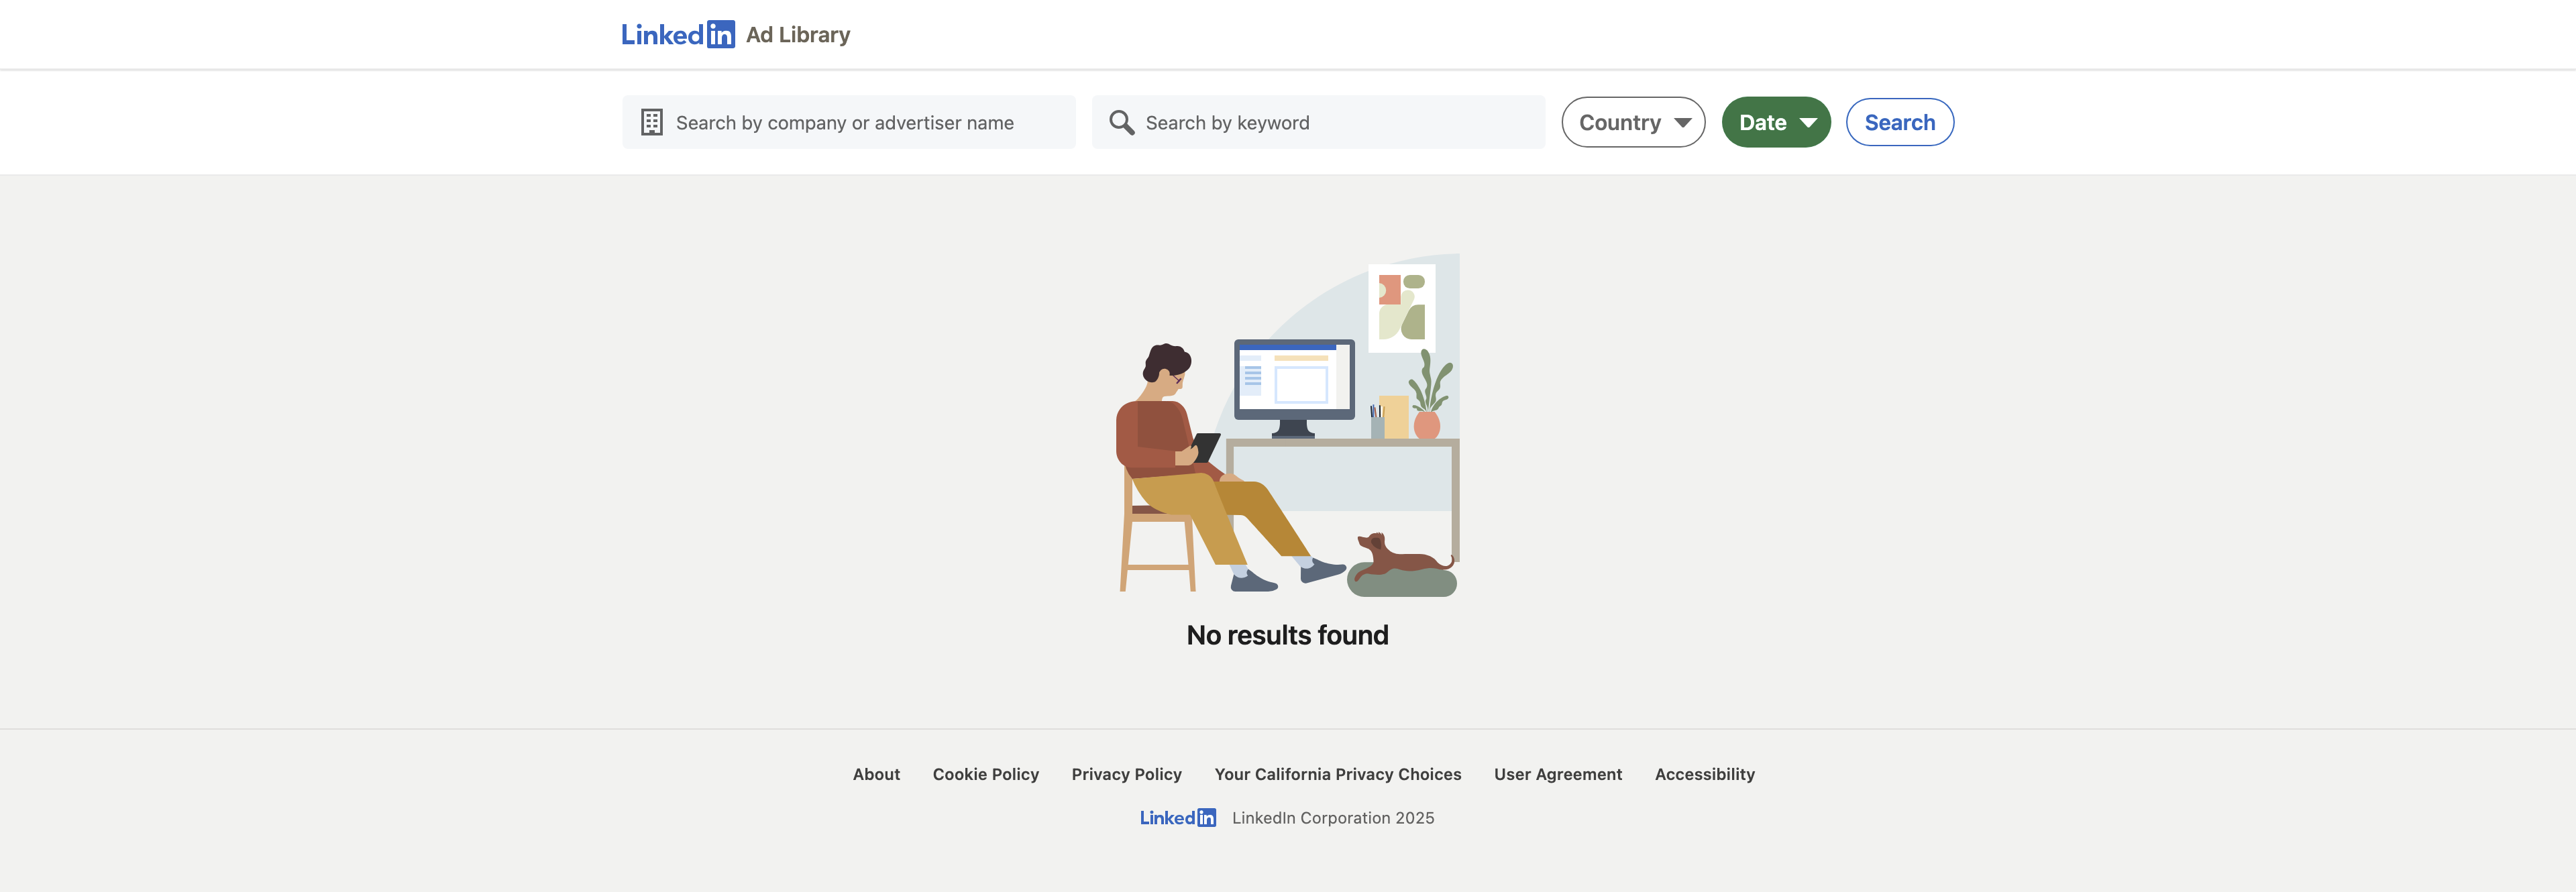 LinkedIn Ad Library
Search by company or advertiser name
Search by keyword
Country
Date
Search
No results found
About Cookie Policy Privacy Policy Your California Privacy Choices User Agreement Accessibility
LinkedIn LinkedIn Corporation 2025